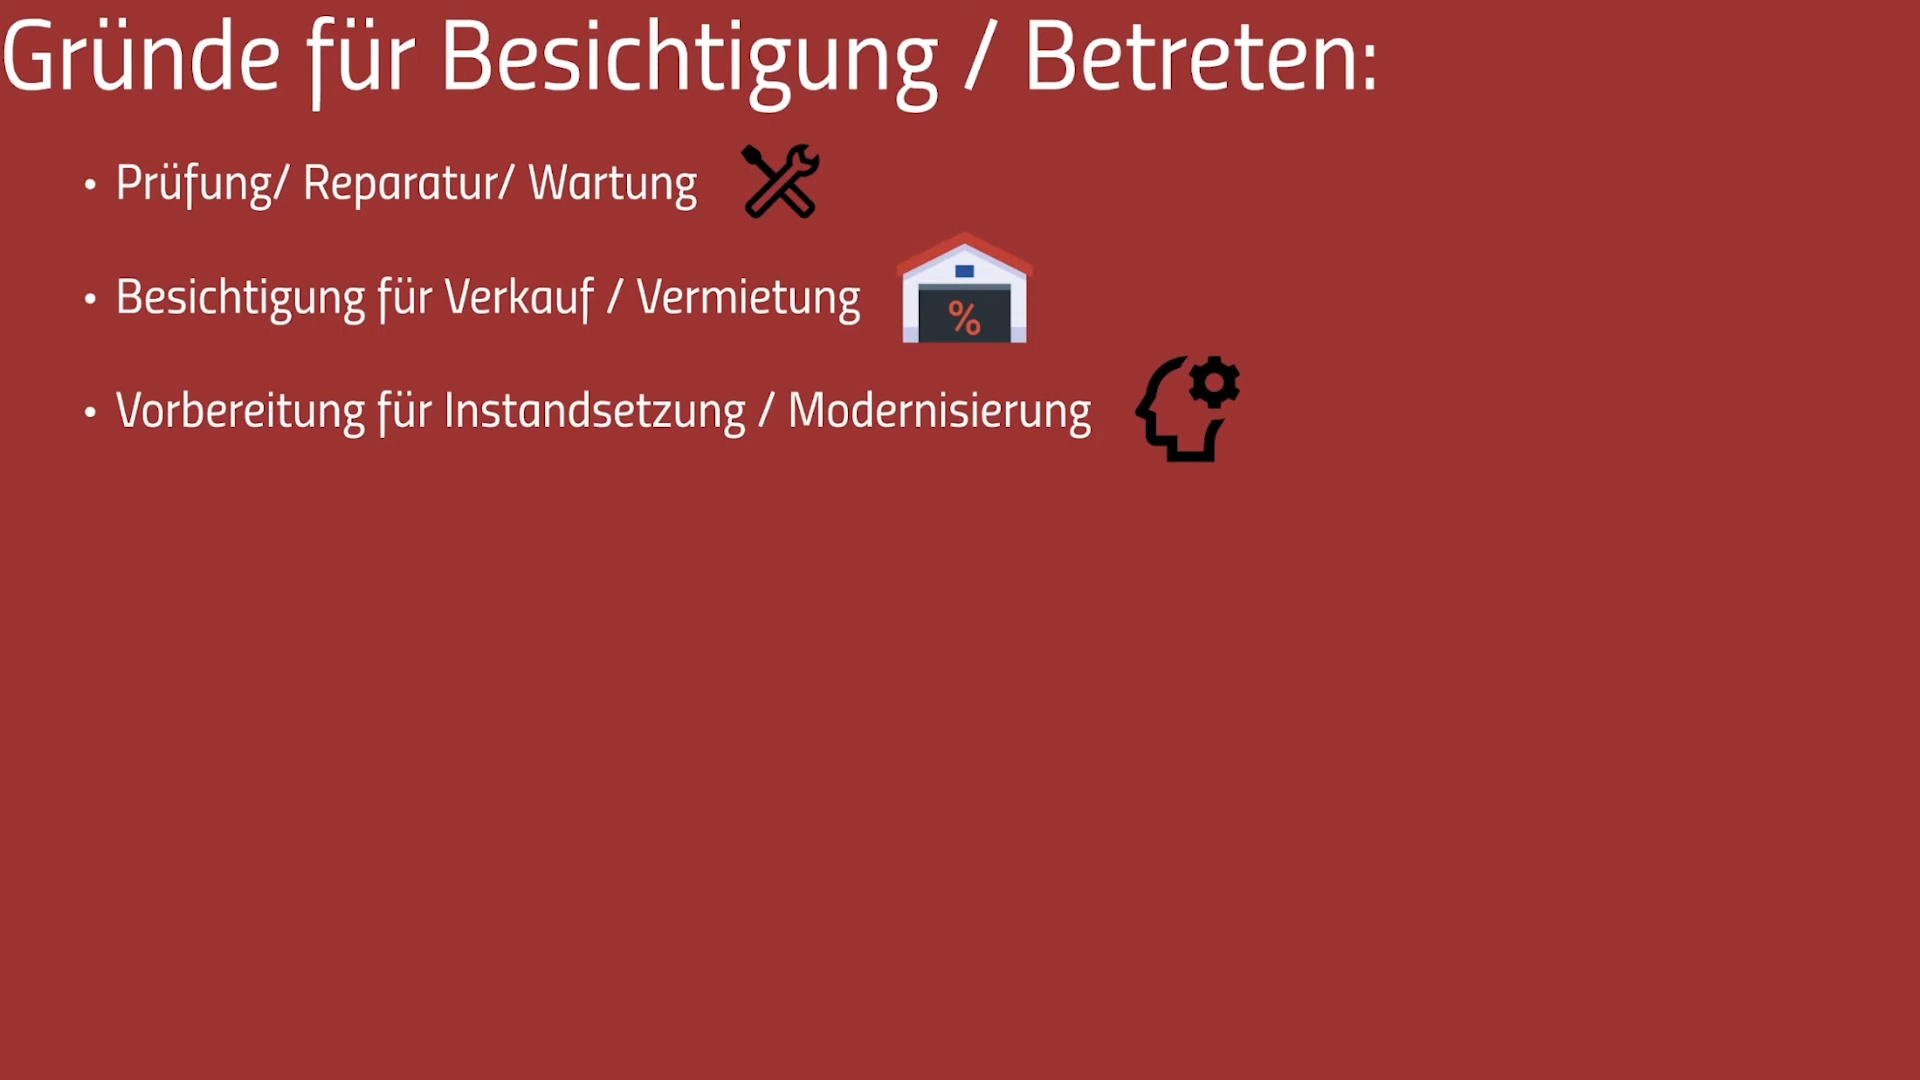 Gründe für Besichtigung / Betreten:
• Prüfung/ Reparatur/ Wartung
• Besichtigung für Verkauf / Vermietung
%
• Vorbereitung für Instandsetzung / Modernisierung